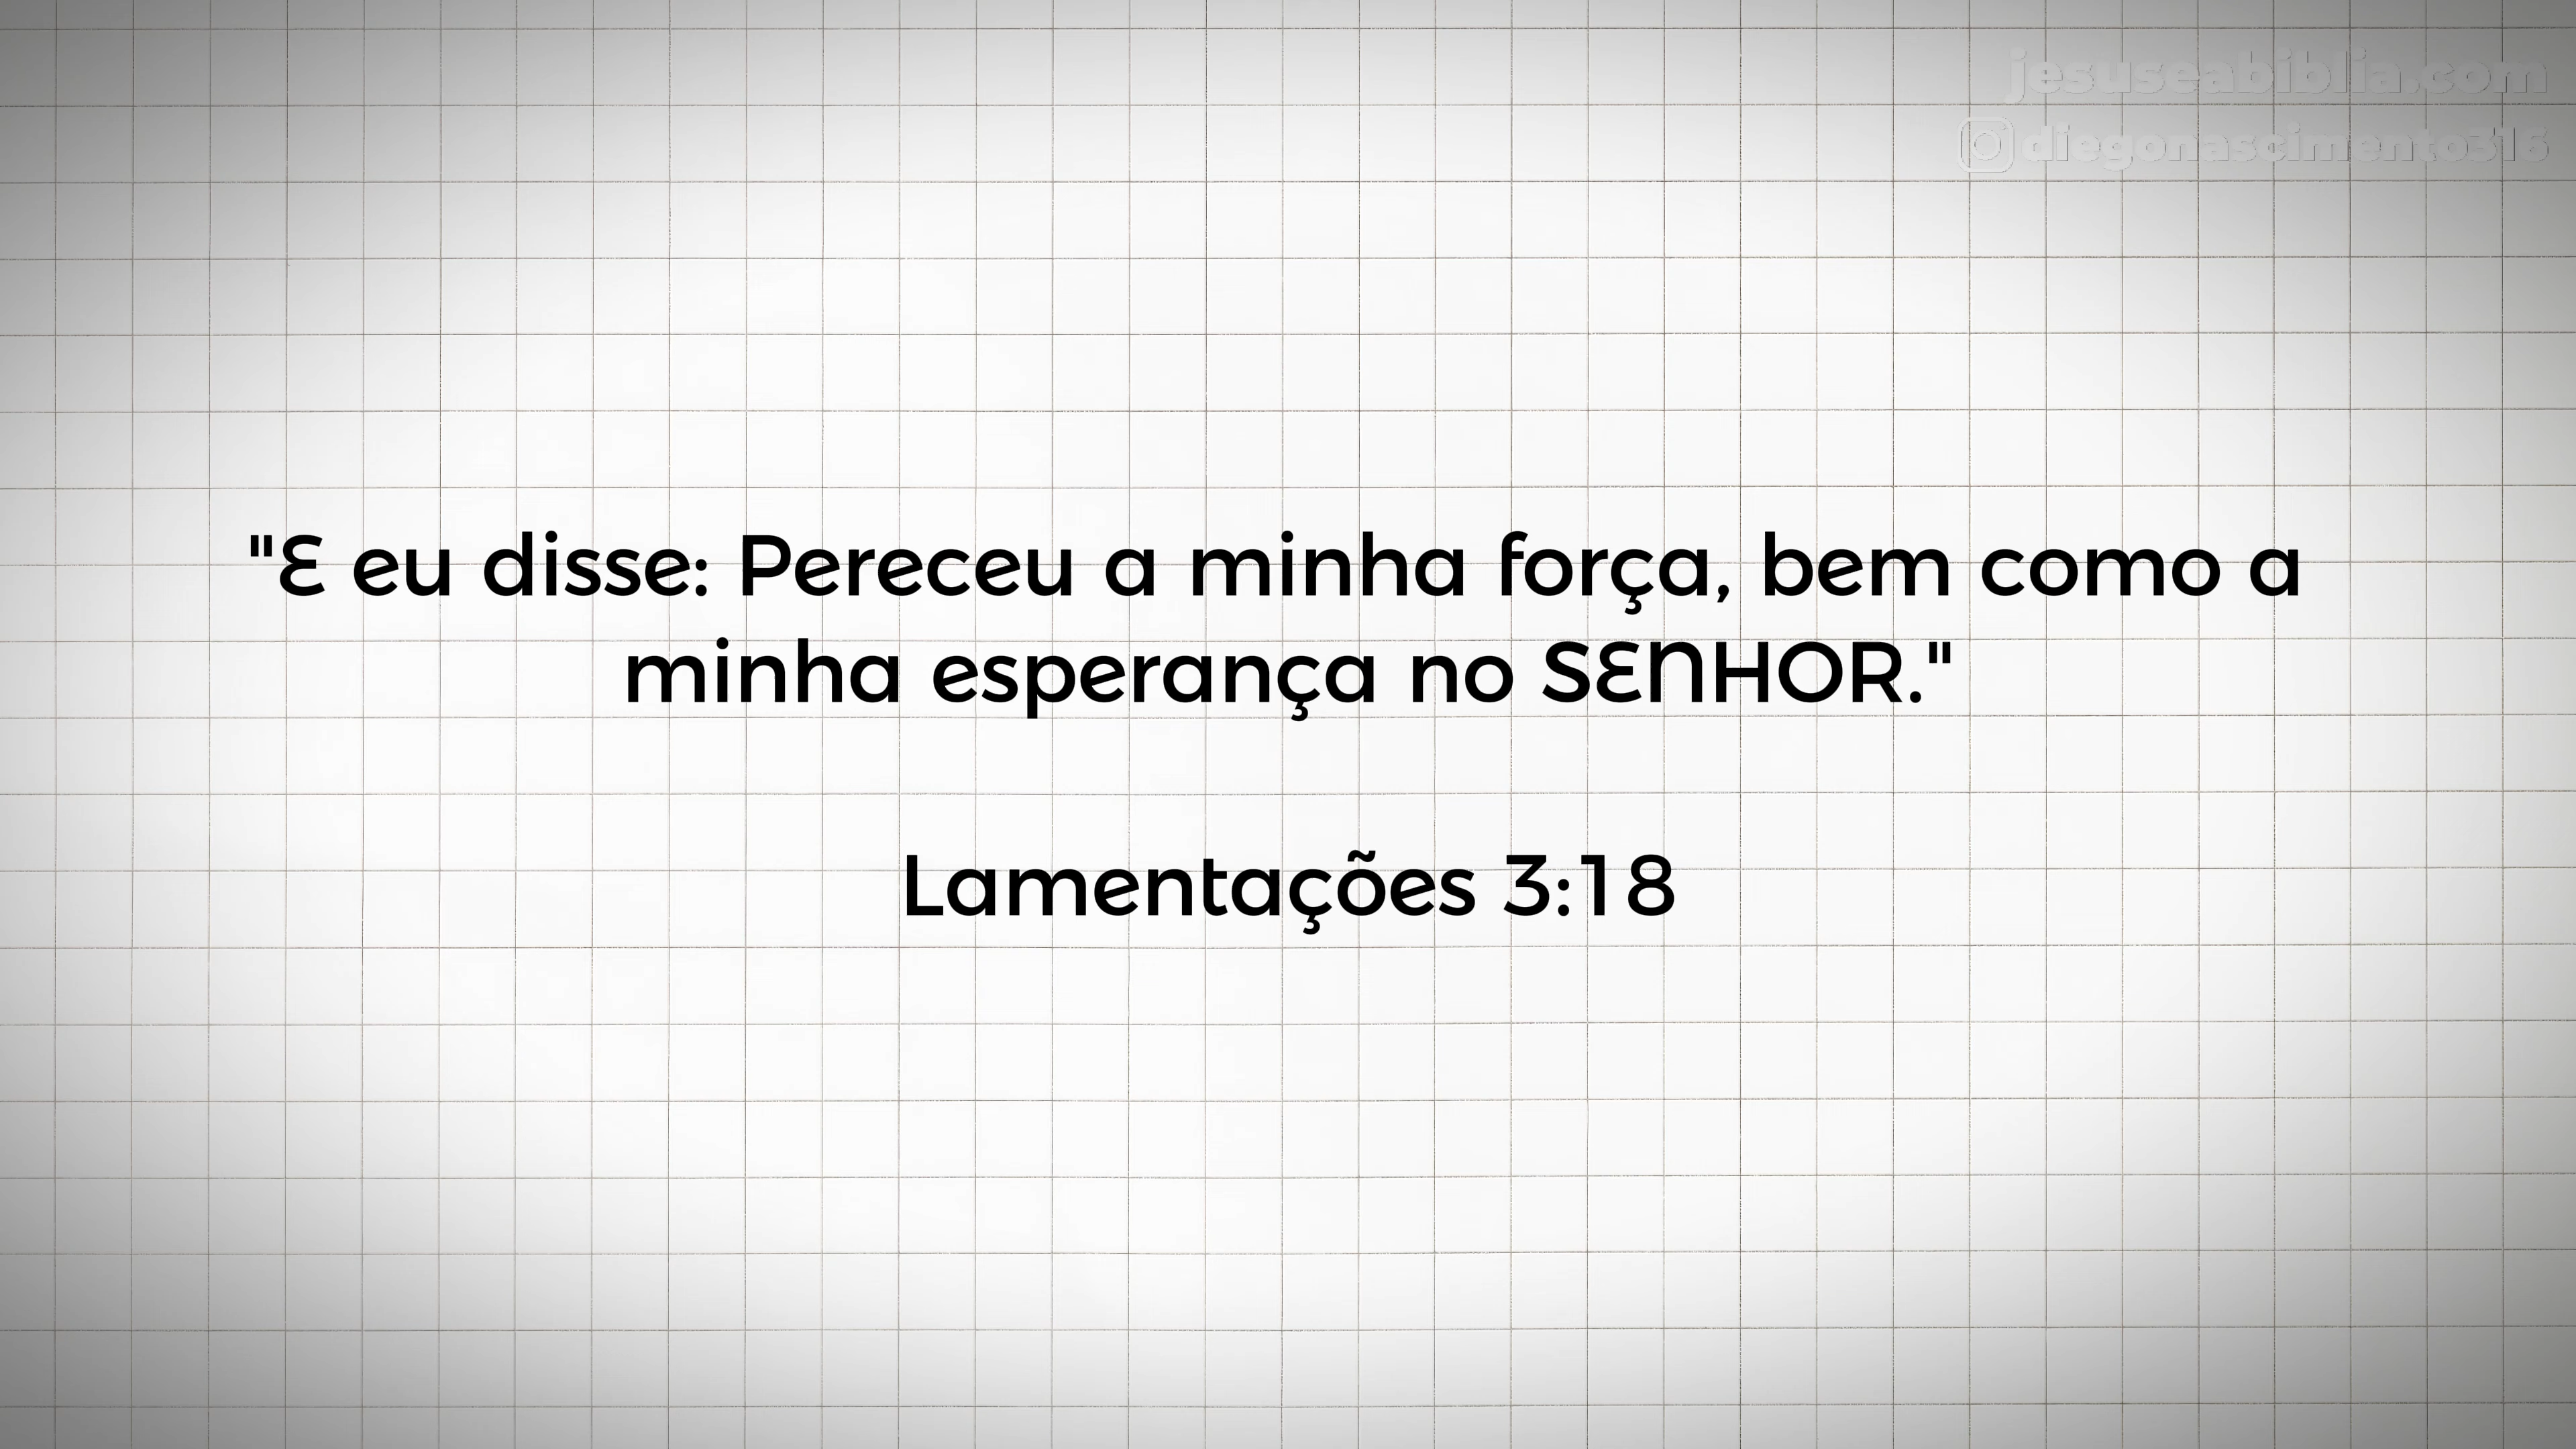 jesuseabiblia.com
diegonascimento316
"E eu disse: Pereceu a minha força, bem como a
minha esperança no SENHOR."
Lamentações 3:18